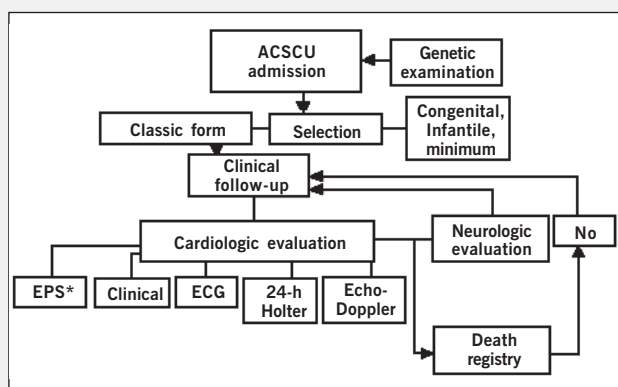 ACSCU
admission
Genetic
examination
Classic form
Selection
Congenital,
Infantile,
minimum
Clinical
follow-up
Cardiologic evaluation
Neurologic
evaluation
No
EPS*
Clinical
ECG
24-h
Holter
Echo-
Doppler
Death
registry